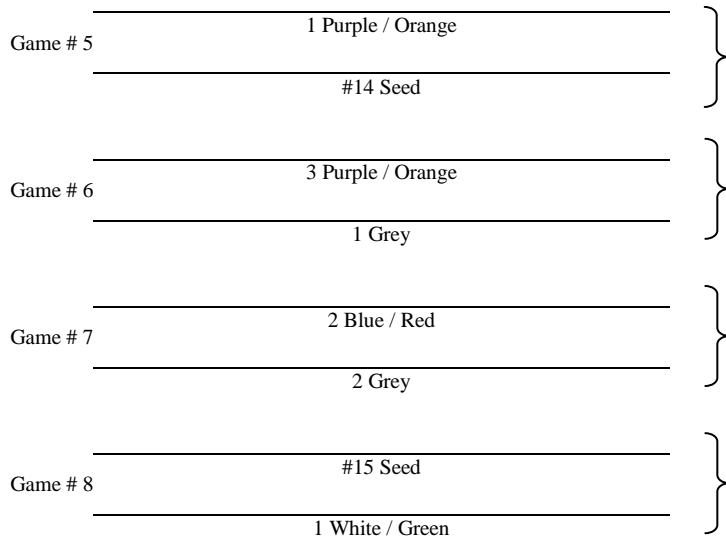 1 Purple / Orange
Game # 5
#14 Seed
3 Purple / Orange
Game # 6
1 Grey
2 Blue / Red
Game # 7
2 Grey
#15 Seed
Game # 8
1 White / Green